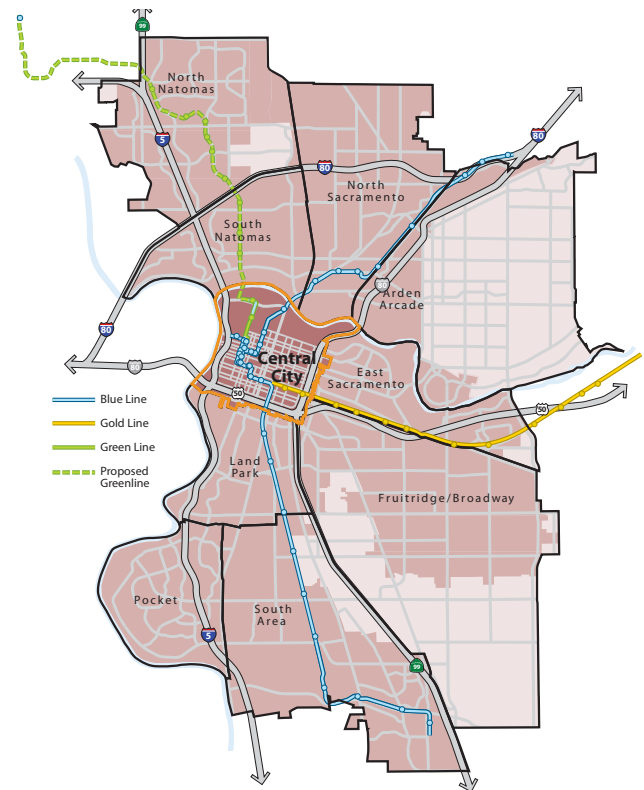 99
North
Natomas
5
80
80
North
Sacramento
South
Natomas
80
Arden
Arcade
80
80
Central
City
East
Sacramento
50
50
Blue Line
Gold Line
Green Line
Proposed
Greenline
Land
Park
Fruitridge/Broadway
Pocket
South
Area
5
99